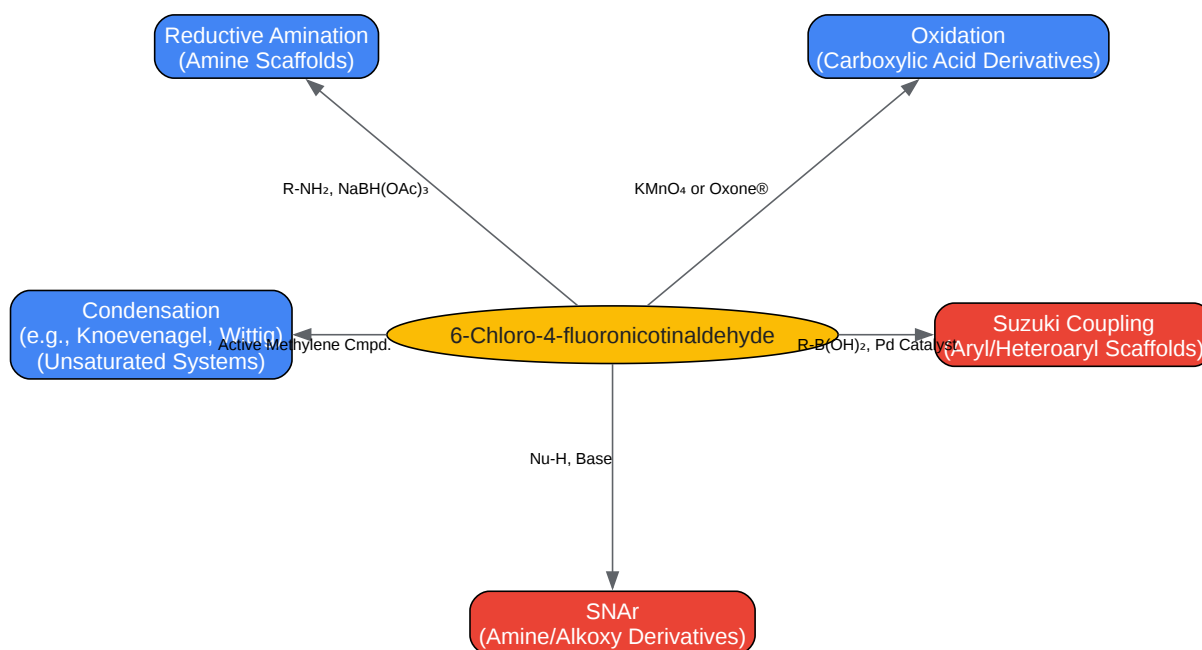 Reductive Amination
(Amine Scaffolds)
Oxidation
(Carboxylic Acid Derivatives)
R-NH₂, NaBH(OAc)₃
KMnO₄ or Oxone®
Condensation
(e.g., Knoevenagel, Wittig)
(Unsaturated Systems)
Active Methylene Cmpd.
6-Chloro-4-fluoronicotinaldehyde
R-B(OH)₂, Pd Catalyst
Suzuki Coupling
(Aryl/Heteroaryl Scaffolds)
Nu-H, Base
SNAr
(Amine/Alkoxy Derivatives)